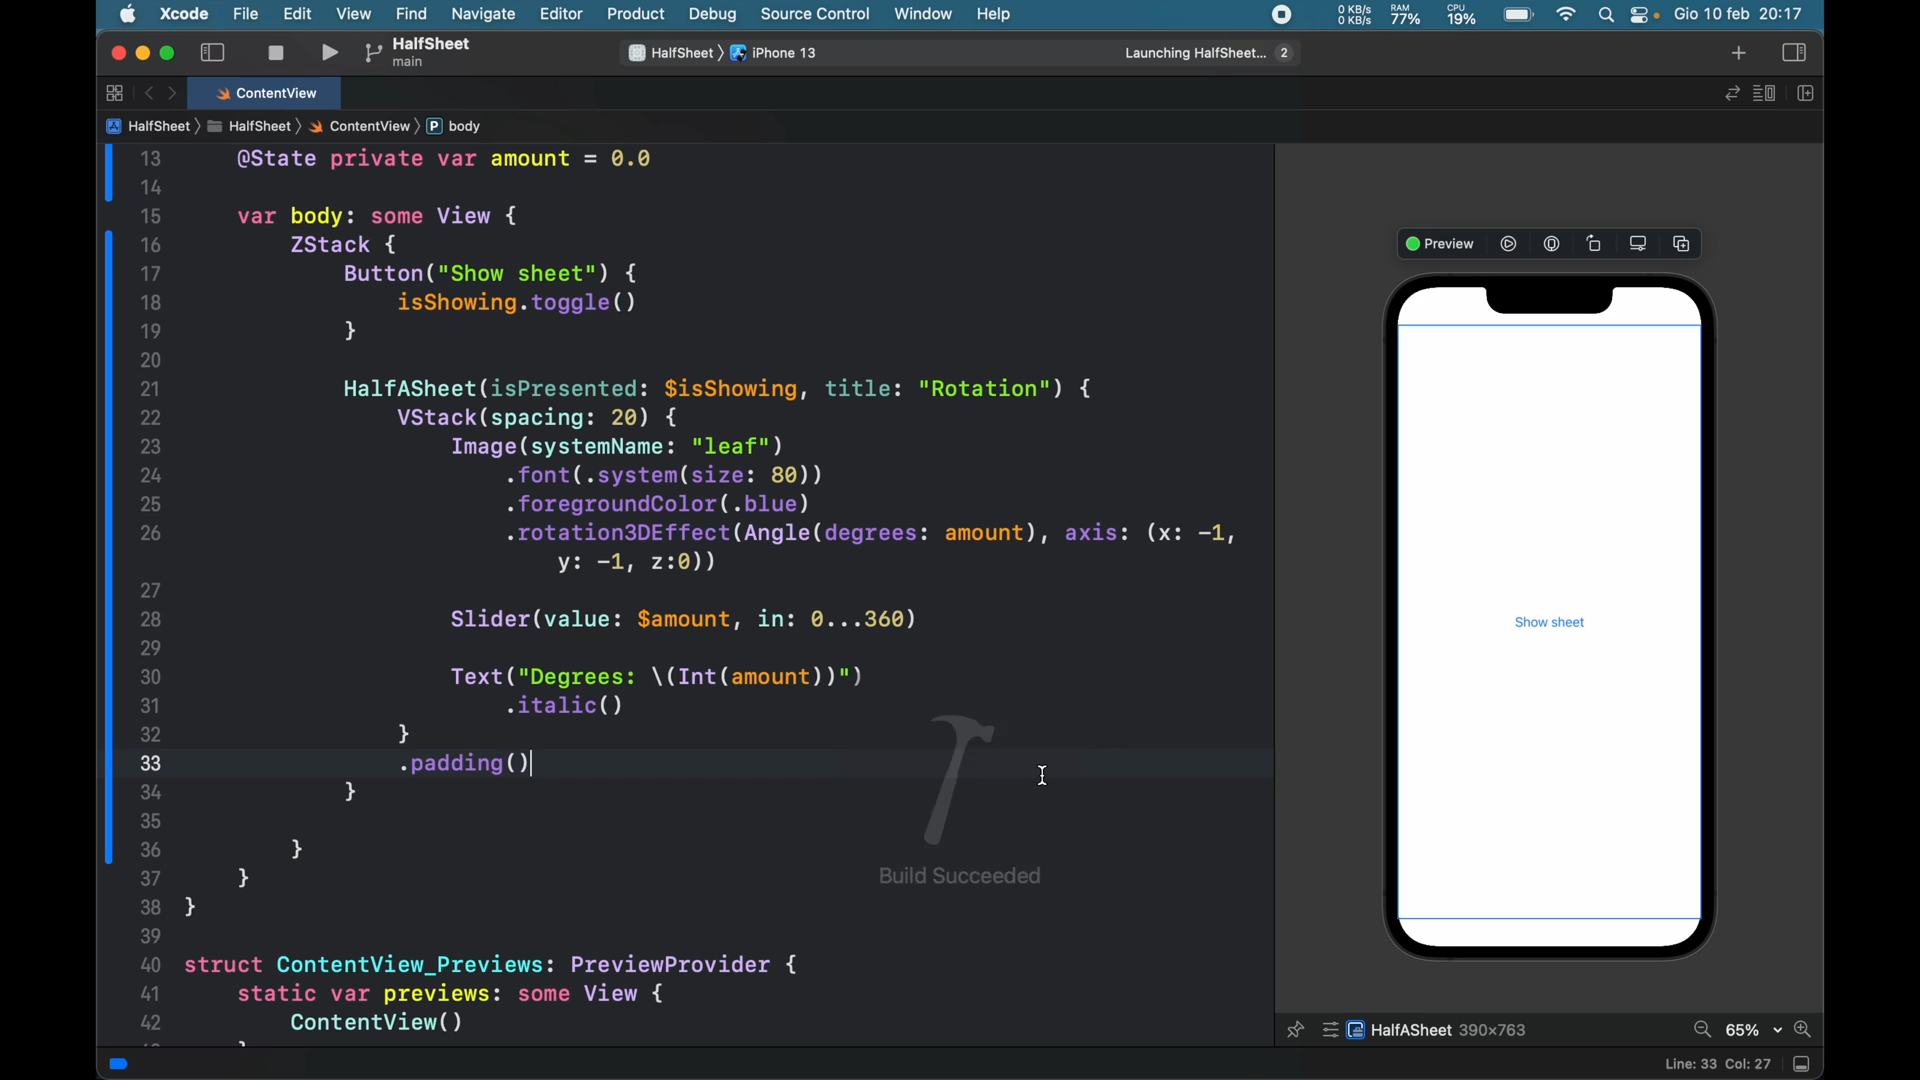 Xcode File Edit View Find Navigate Editor Product Debug Source Control Window Help 0 KB/s 0 KB/s RAM 77% CPU 19% Gio 10 feb 20:17
HalfSheet
main
HalfSheet 〉 iPhone 13 Launching HalfSheet... 2
ContentView
HalfSheet 〉 HalfSheet 〉 ContentView 〉 P body
13 @State private var amount = 0.0
14
15 var body: some View {
16 ZStack {
17 Button("Show sheet") {
18 isShowing.toggle()
19 }
20
21 HalfASheet(isPresented: $isShowing, title: "Rotation") {
22 VStack(spacing: 20) {
23 Image(systemName: "leaf")
24 .font(.system(size: 80))
25 .foregroundColor(.blue)
26 .rotation3DEffect(Angle(degrees: amount), axis: (x: -1,
y: -1, z:0))
27
28 Slider(value: $amount, in: 0...360)
29
30 Text("Degrees: \(Int(amount))")
31 .italic()
32 }
33 .padding()
34 }
35
36 }
37 }
38 }
39
40 struct ContentView_Previews: PreviewProvider {
41 static var previews: some View {
42 ContentView()
}
Build Succeeded
Preview
Show sheet
HalfASheet 390×763 65%
Line: 33 Col: 27